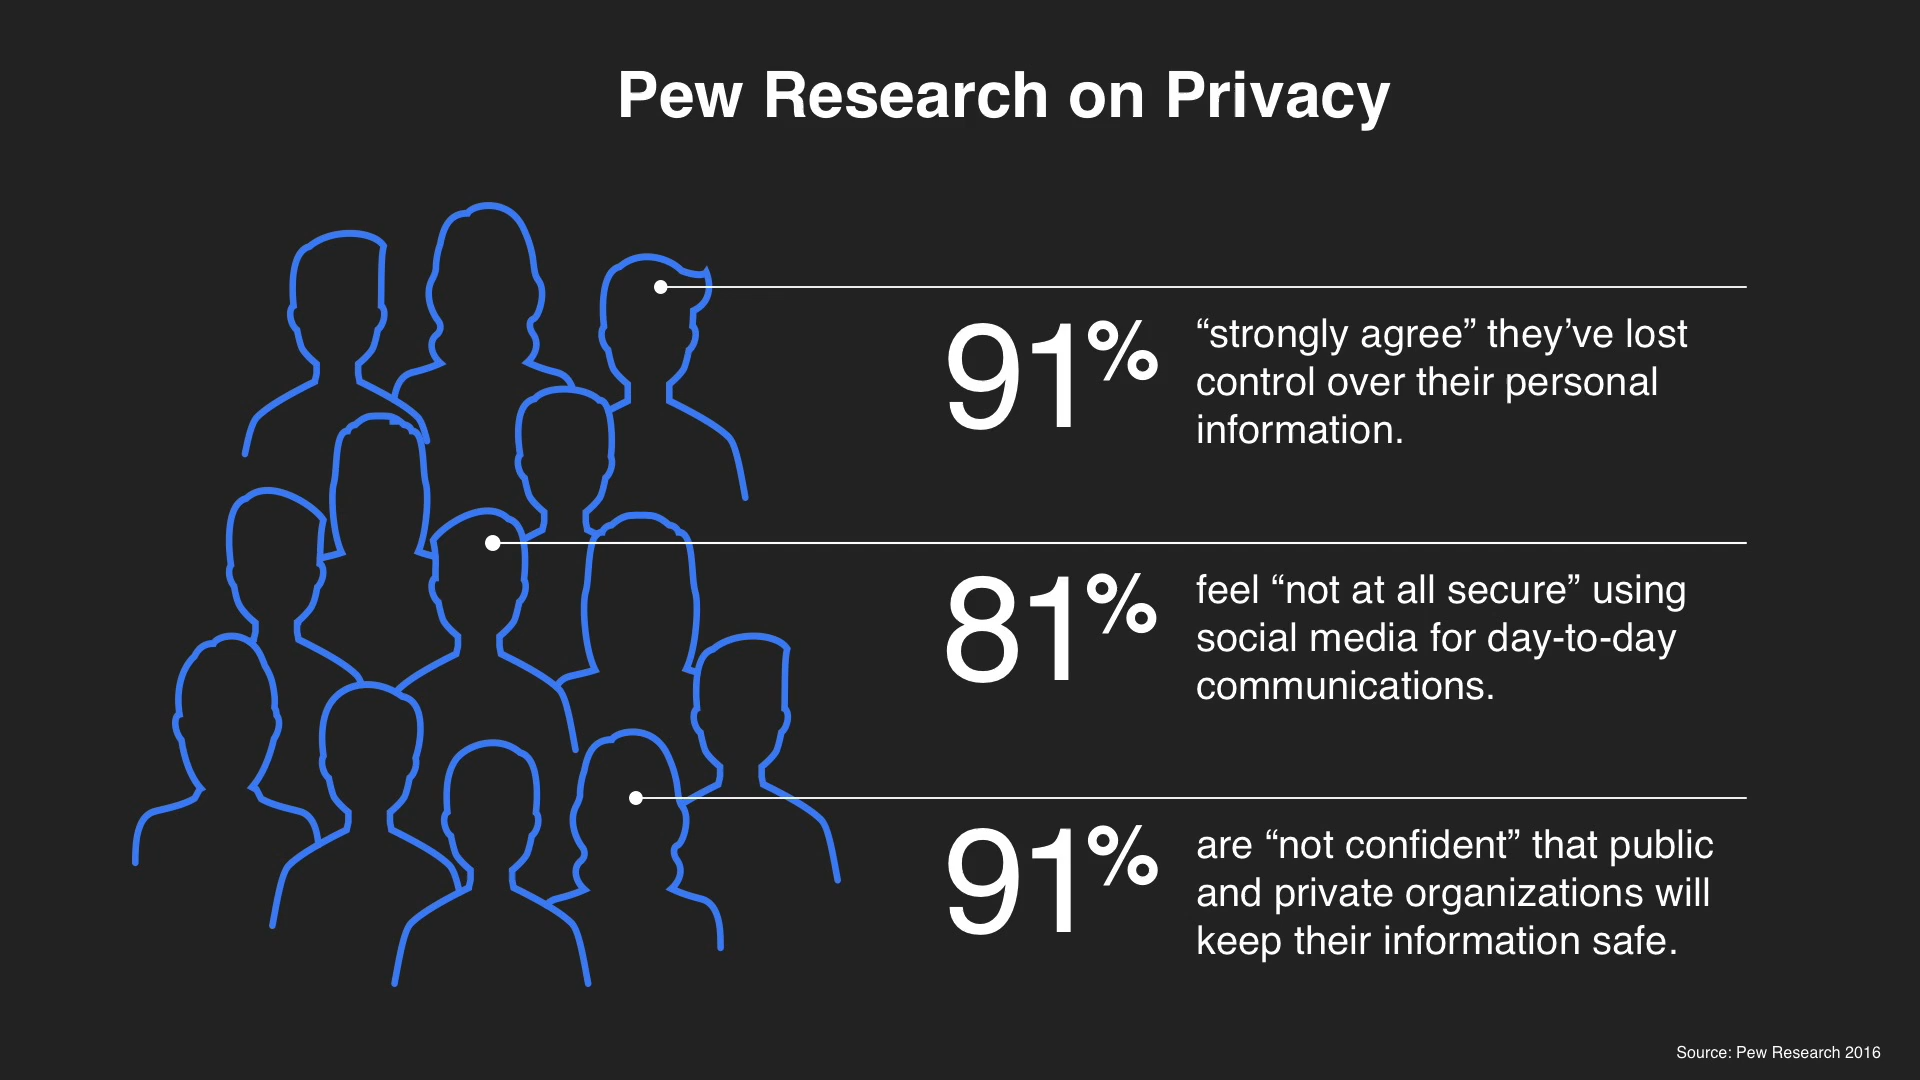 Pew Research on Privacy
91%
“strongly agree” they’ve lost
control over their personal
information.
81%
feel “not at all secure” using
social media for day-to-day
communications.
91%
are “not confident” that public
and private organizations will
keep their information safe.
Source: Pew Research 2016